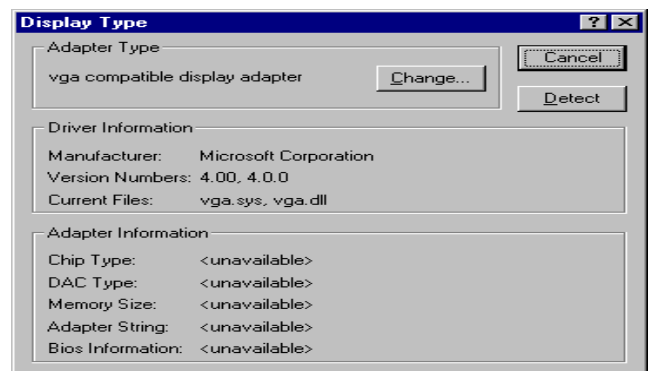 Display Type
Adapter Type
vga compatible display adapter
Change...
Cancel
Detect
Driver Information
Manufacturer: Microsoft Corporation
Version Numbers: 4.00, 4.0.0
Current Files: vga.sys, vga.dll
Adapter Information
Chip Type: <unavailable>
DAC Type: <unavailable>
Memory Size: <unavailable>
Adapter String: <unavailable>
Bios Information: <unavailable>